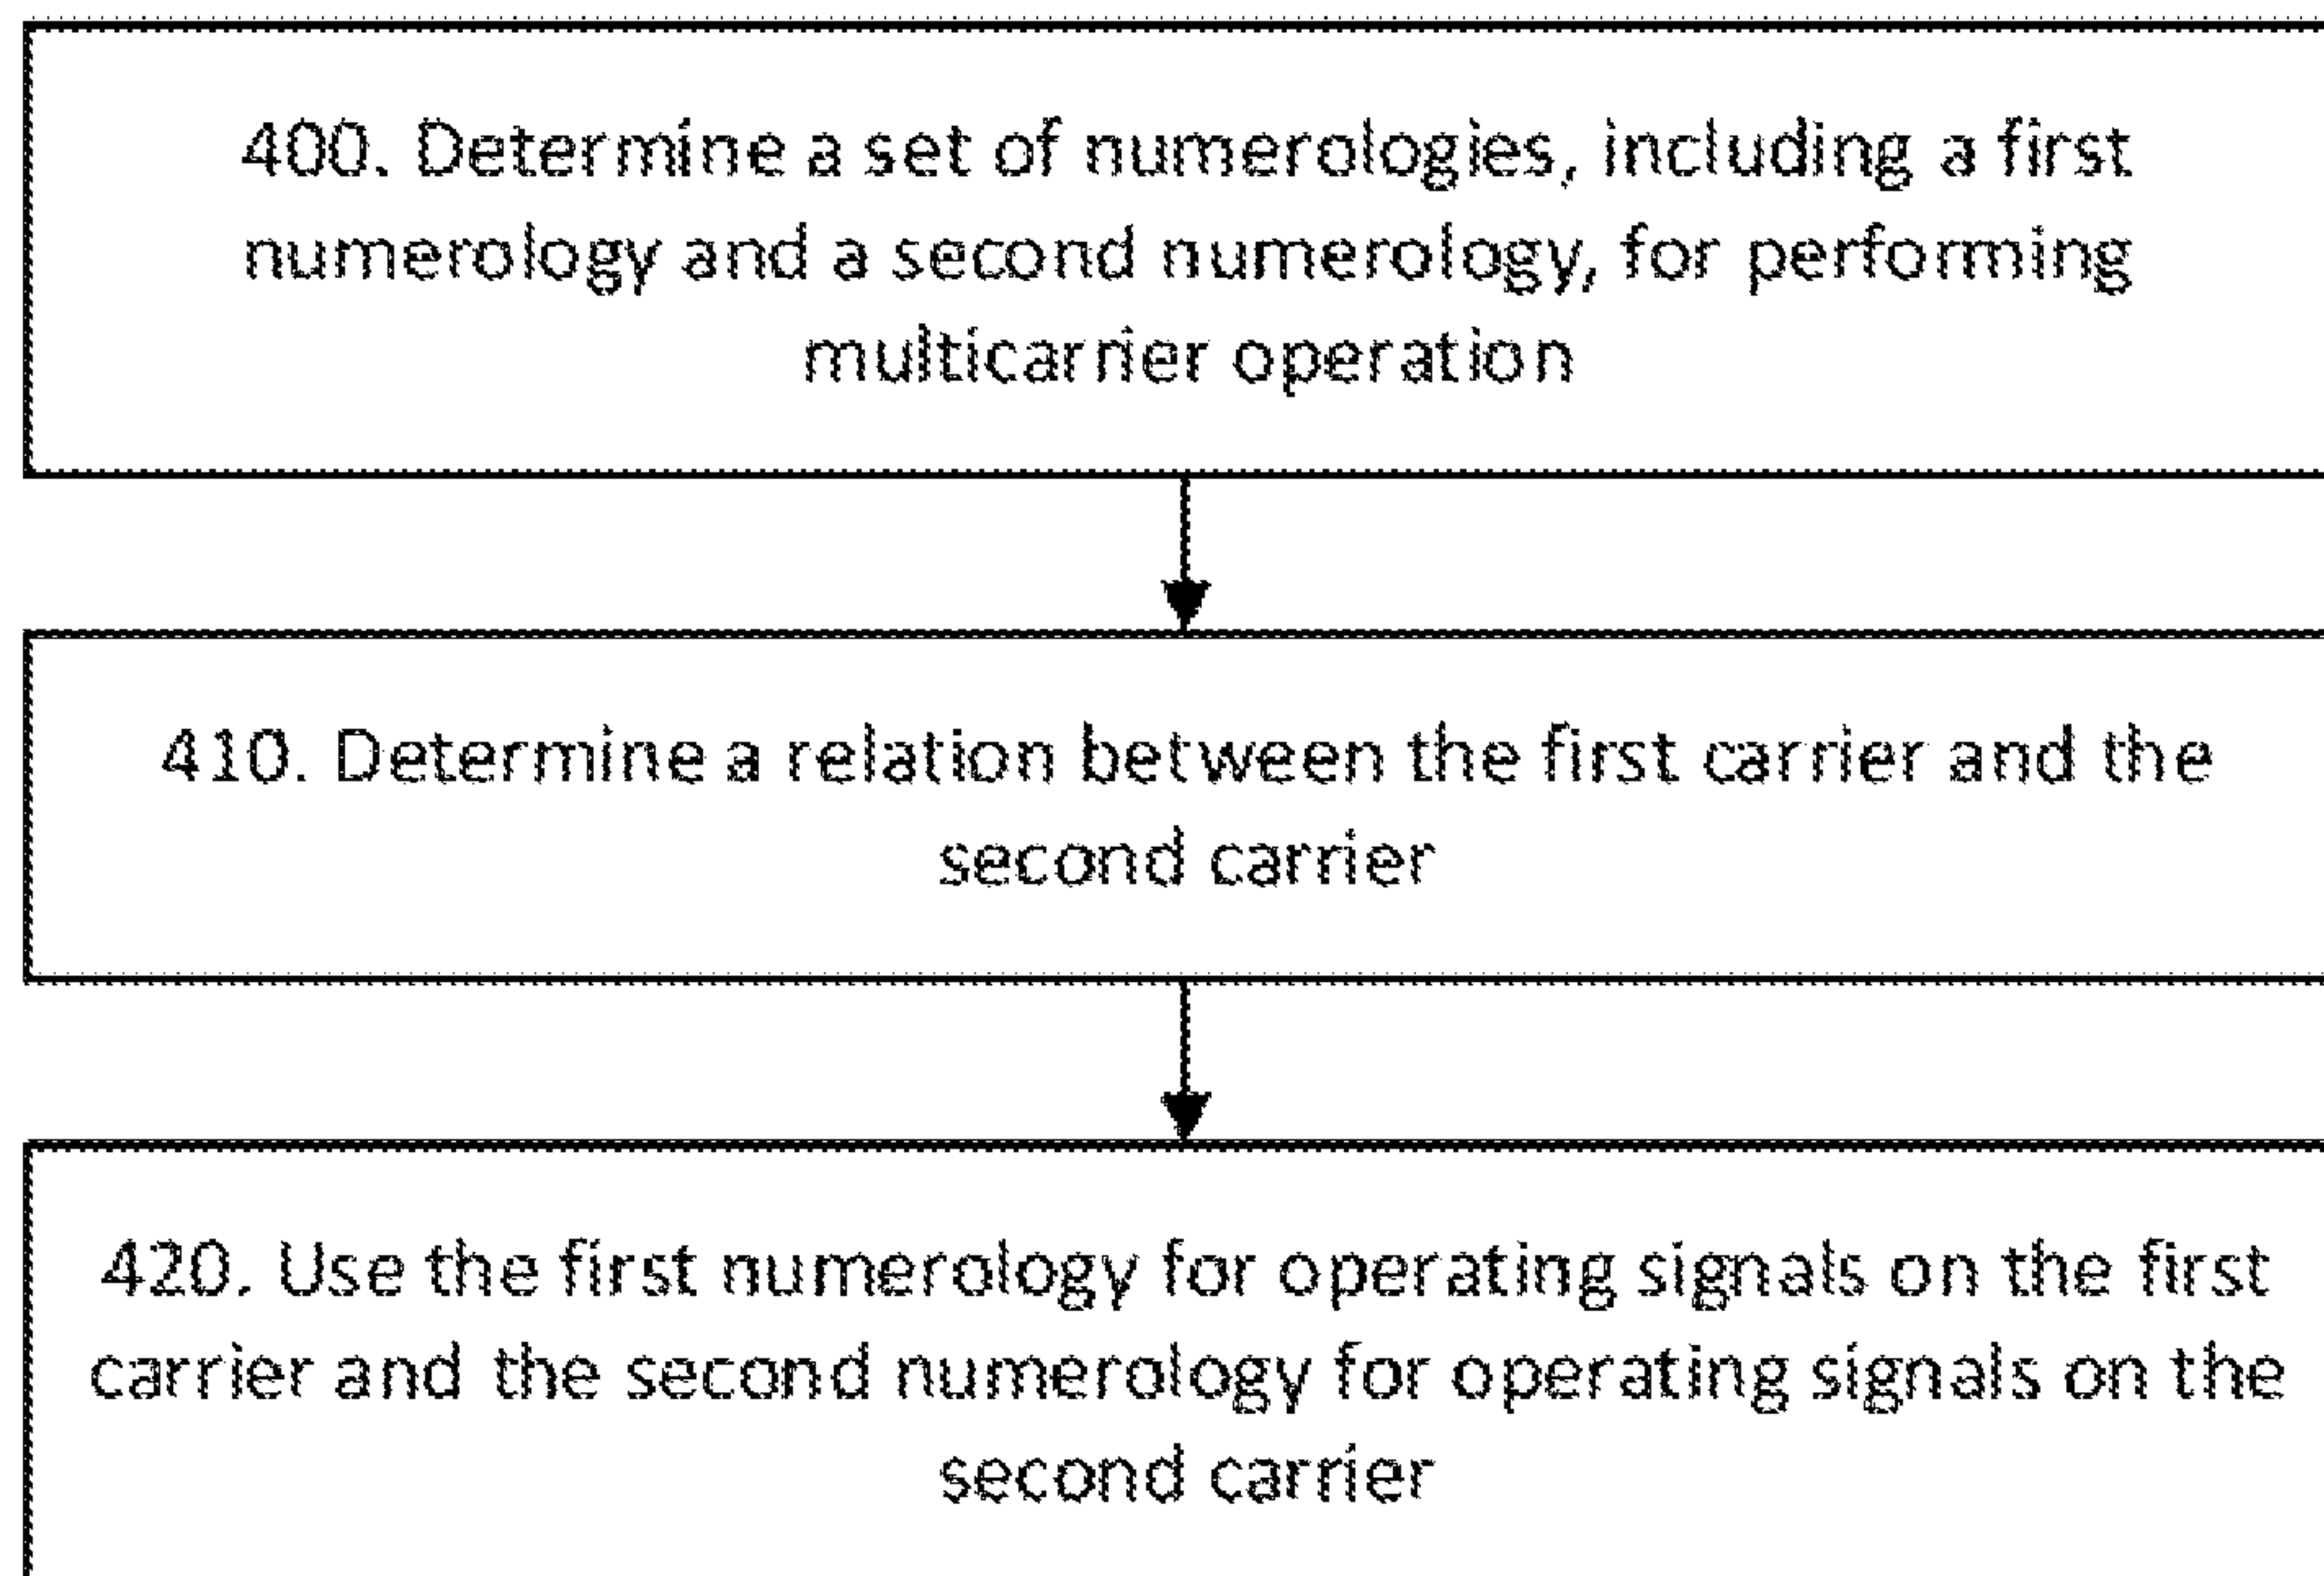 400. Determine a set of numerologies, including a first
numerology and a second numerology, for performing
multicarrier operation
410. Determine a relation between the first carrier and the
second carrier
420. Use the first numerology for operating signals on the first
carrier and the second numerology for operating signals on the
second carrier